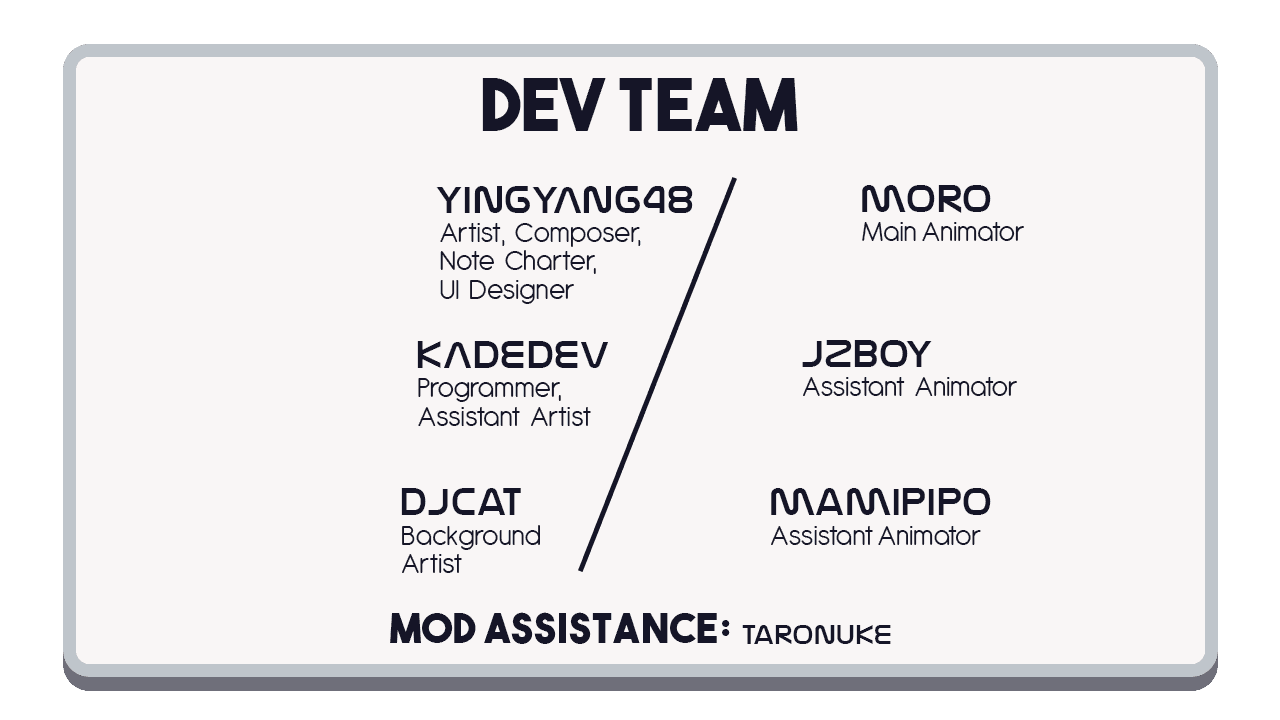 DEV TEAM
YINGYANG48
Artist, Composer,
Note Charter,
UI Designer
KADEDEV
Programmer,
Assistant Artist
DJCAT
Background
Artist
MORO
Main Animator
JZBOY
Assistant Animator
MAMIPIPO
Assistant Animator
MOD ASSISTANCE: TARONUKE